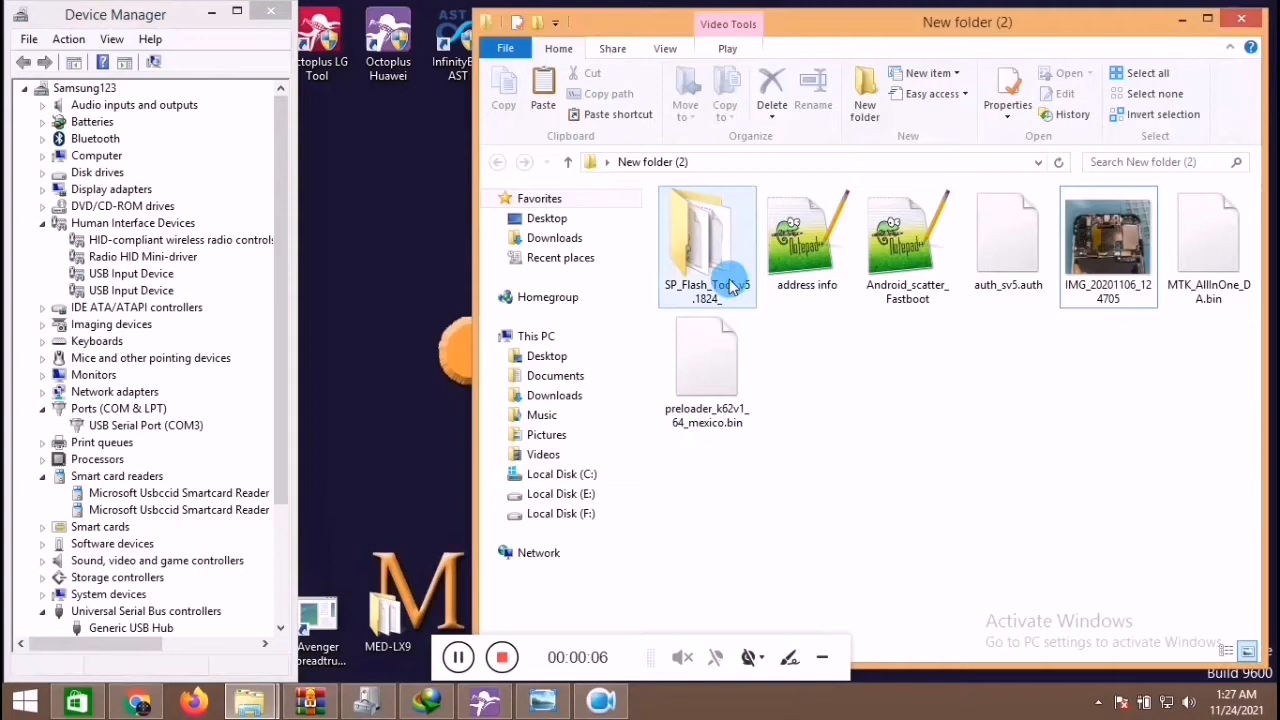 Device Manager
File Action View Help
Samsung123
Audio inputs and outputs
Batteries
Bluetooth
Computer
Disk drives
Display adapters
DVD/CD-ROM drives
Human Interface Devices
HID-compliant wireless radio controls
Radio HID Mini-driver
USB Input Device
USB Input Device
IDE ATA/ATAPI controllers
Imaging devices
Keyboards
Mice and other pointing devices
Monitors
Network adapters
Ports (COM & LPT)
USB Serial Port (COM3)
Print queues
Processors
Smart card readers
Microsoft Usbccid Smartcard Reader
Microsoft Usbccid Smartcard Reader
Smart cards
Software devices
Sound, video and game controllers
Storage controllers
System devices
Universal Serial Bus controllers
Generic USB Hub
ctoplus LG
Tool
Octoplus
Huawei
AST
InfinityB
AST
M
Avenger
preadtru...
MED-LX9
Video Tools
New folder (2)
File Home Share View Play
Copy
Paste
Cut
Copy path
Paste shortcut
Clipboard
Move
to
Copy
to
Delete
Rename
Organize
New
folder
New item
Easy access
New
Properties
Open
Edit
History
Open
Select all
Select none
Invert selection
Select
New folder (2)
Search New folder (2)
Favorites
Desktop
Downloads
Recent places
Homegroup
This PC
Desktop
Documents
Downloads
Music
Pictures
Videos
Local Disk (C:)
Local Disk (E:)
Local Disk (F:)
Network
.1824_
Notepad++
address info
Notepad++
Android_scatter_
Fastboot
auth_sv5.auth
IMG_20201106_12
4705
MTK_AllInOne_D
A.bin
preloader_k62v1_
64_mexico.bin
Activate Windows
Go to PC settings to activate Windows.
00:00:06
Build 9600
1:27 AM
11/24/2021